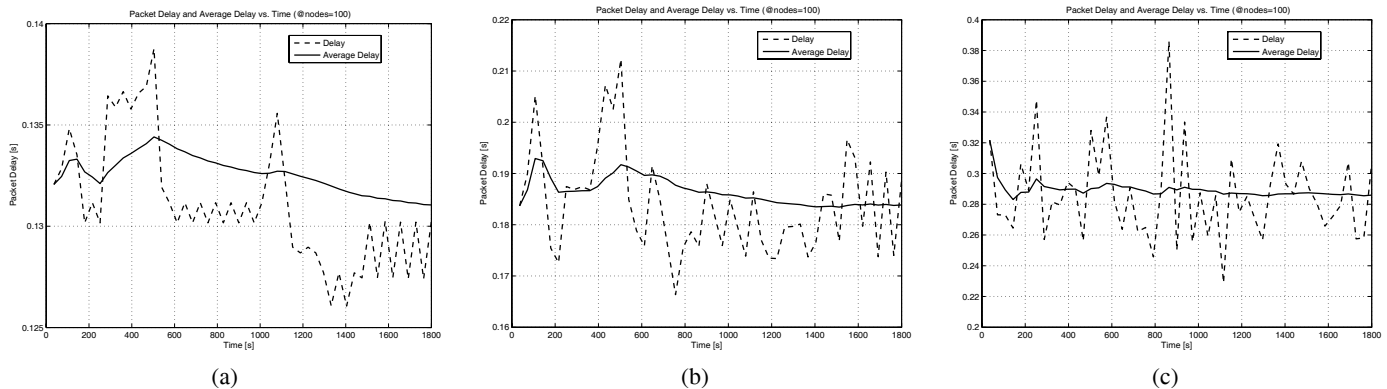 Packet Delay and Average Delay vs. Time (@nodes=100)
0.14
0.135
0.13
0.125
Packet Delay [s]
Delay
Average Delay
0 200 400 600 800 1000 1200 1400 1600 1800
Time [s]
(a)
Packet Delay and Average Delay vs. Time (@nodes=100)
0.22
0.21
0.2
0.19
0.18
0.17
0.16
Packet Delay [s]
Delay
Average Delay
0 200 400 600 800 1000 1200 1400 1600 1800
Time [s]
(b)
Packet Delay and Average Delay vs. Time (@nodes=100)
0.4
0.38
0.36
0.34
0.32
0.3
0.28
0.26
0.24
0.22
0.2
Packet Delay [s]
Delay
Average Delay
0 200 400 600 800 1000 1200 1400 1600 1800
Time [s]
(c)